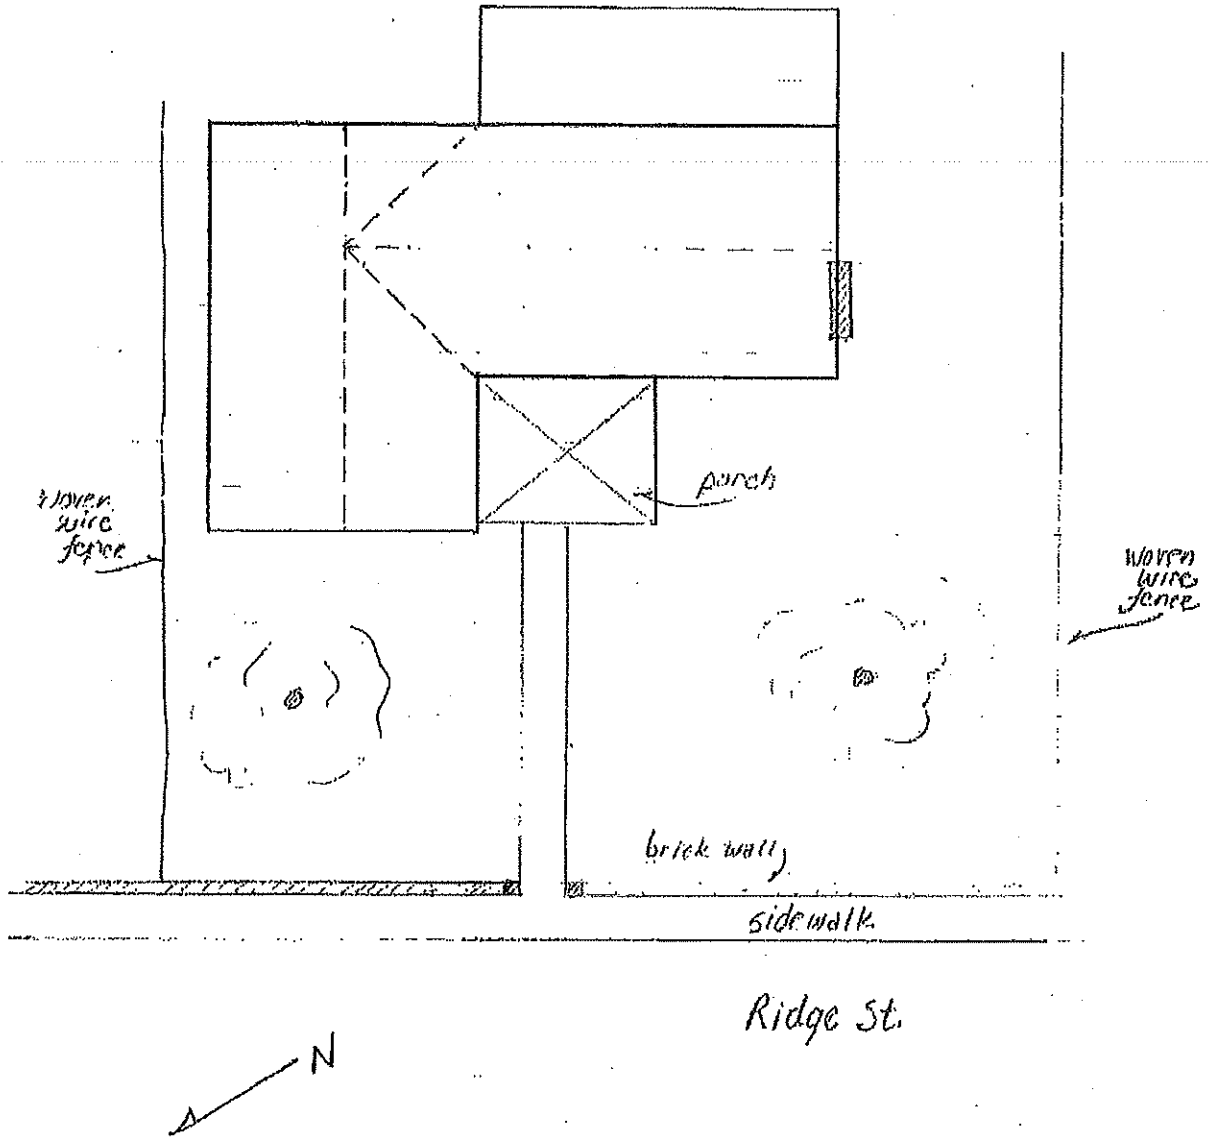 porch
Woven
wire
fence
Woven
wire
fence
brick wall
sidewalk
Ridge St.
N